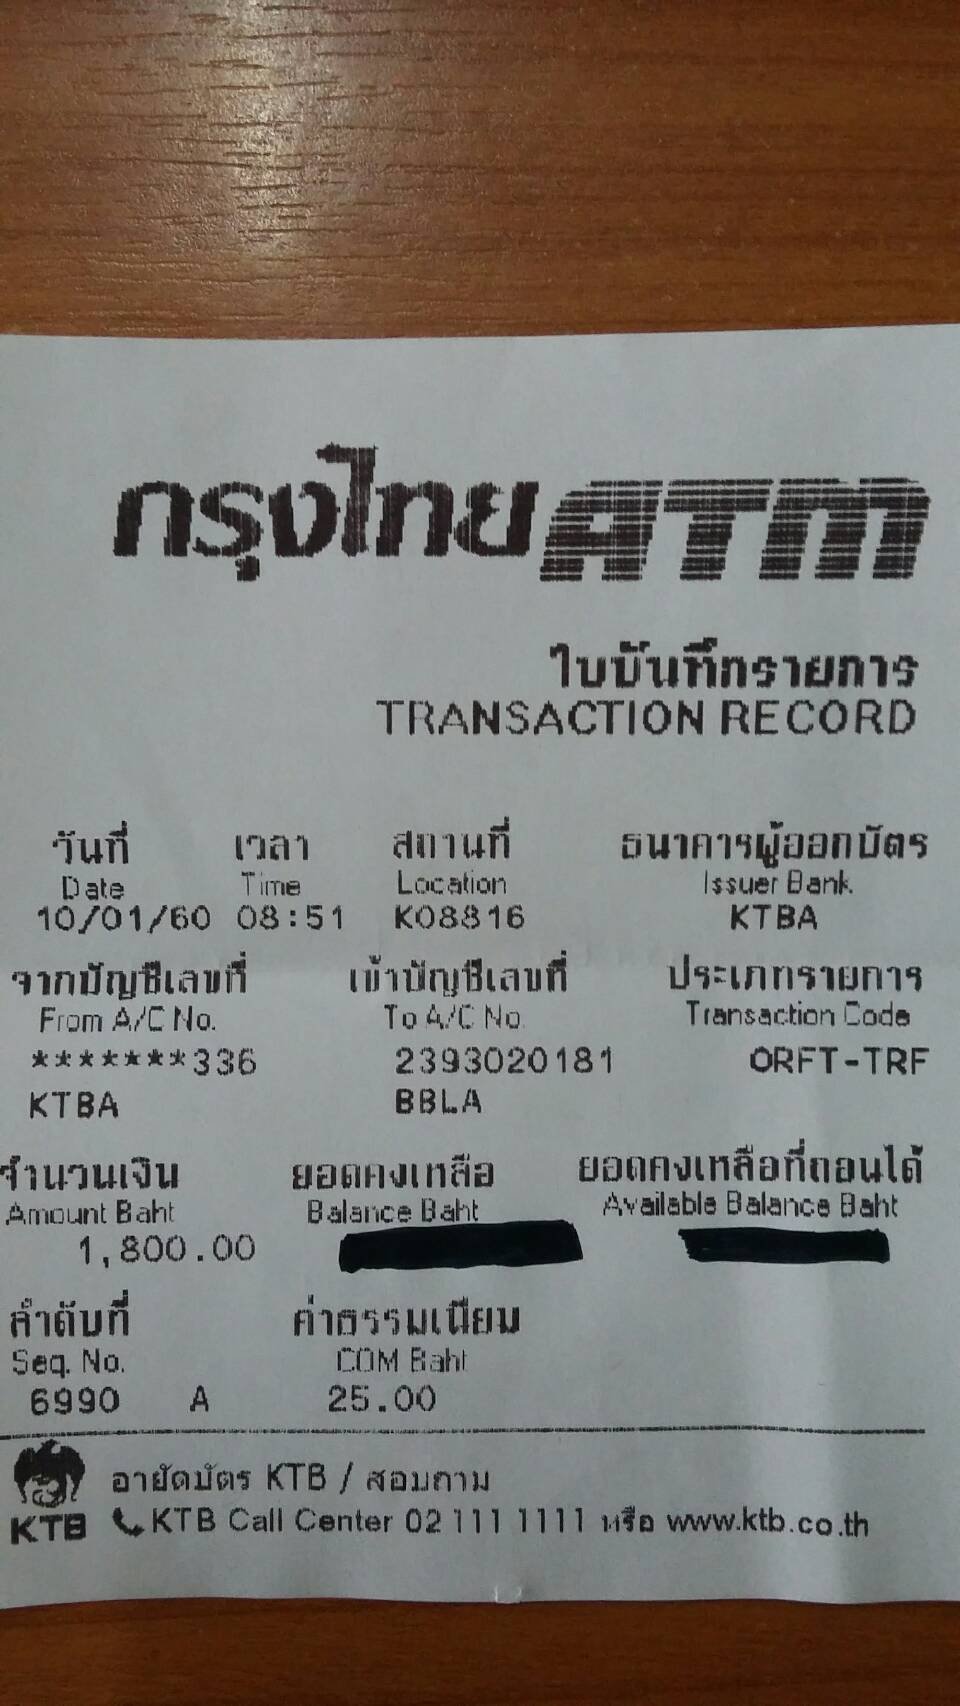 กรุงไทย ATM
ใบบันทึกรายการ
TRANSACTION RECORD
วันที่ เวลา สถานที่ ธนาคารผู้ออกบัตร
Date Time Location Issuer Bank
10/01/60 08:51 K08816 KTBA
จากบัญชีเลขที่ เข้าบัญชีเลขที่ ประเภทรายการ
From A/C No. To A/C No. Transaction Code
*******336 2393020181 ORFT-TRF
KTBA BBLA
จำนวนเงิน ยอดคงเหลือ ยอดคงเหลือที่ถอนได้
Amount Baht Balance Baht Available Balance Baht
1,800.00
ลำดับที่ ค่าธรรมเนียม
Seq. No. COM Baht
6990 A 25.00
อายัดบัตร KTB / สอบถาม
KTB KTB Call Center 02 111 1111 หรือ www.ktb.co.th